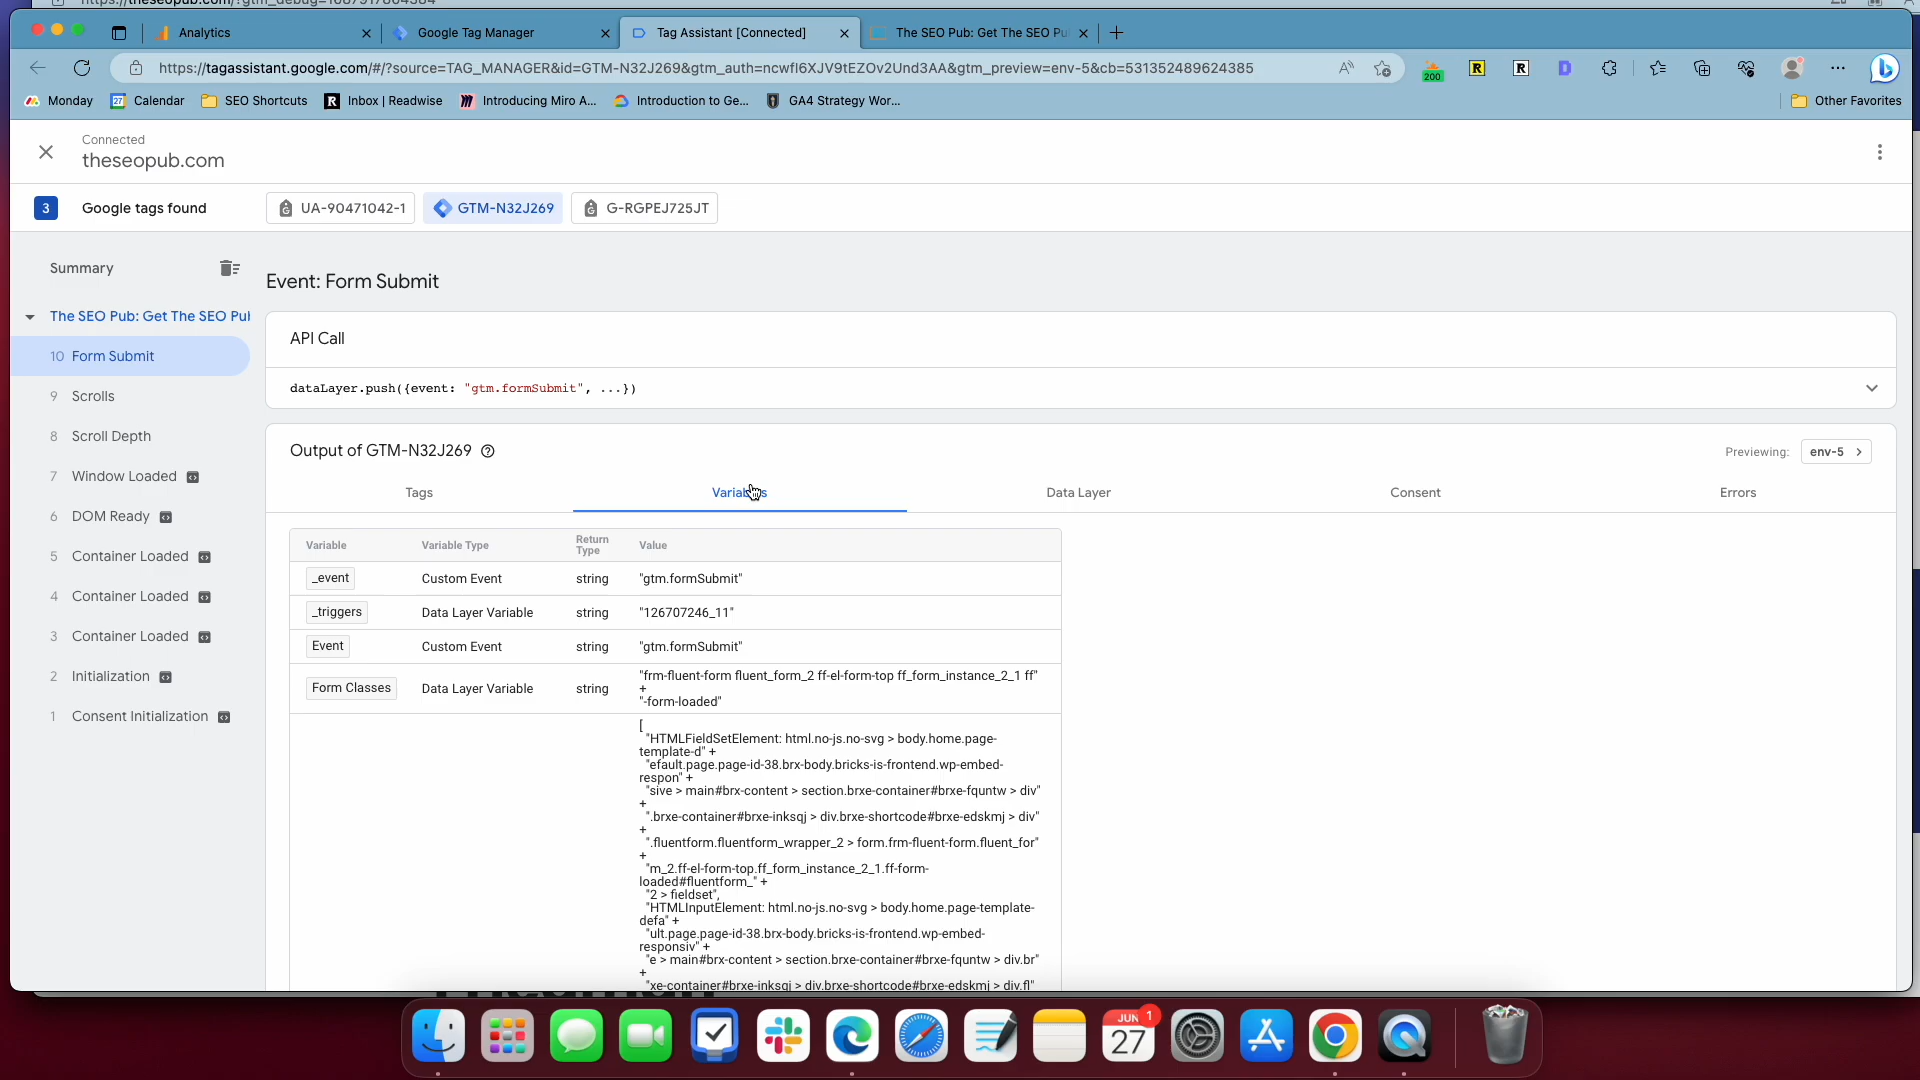 https://theseopub.com/?gtm_debug=1687917664384
Analytics
Google Tag Manager
Tag Assistant [Connected]
The SEO Pub: Get The SEO Pu
https://tagassistant.google.com/#/?source=TAG_MANAGER&id=GTM-N32J269&gtm_auth=ncwfl6XJV9tEZOv2Und3AA&gtm_preview=env-5&cb=531352489624385
200
Monday
27 Calendar
SEO Shortcuts
R Inbox | Readwise
Introducing Miro A...
Introduction to Ge...
GA4 Strategy Wor...
Other Favorites
Connected
theseopub.com
3 Google tags found
UA-90471042-1
GTM-N32J269
G-RGPEJ725JT
Summary
The SEO Pub: Get The SEO Pul
10 Form Submit
9 Scrolls
8 Scroll Depth
7 Window Loaded
6 DOM Ready
5 Container Loaded
4 Container Loaded
3 Container Loaded
2 Initialization
1 Consent Initialization
Event: Form Submit
API Call
dataLayer.push({event: "gtm.formSubmit", ...})
Output of GTM-N32J269
Previewing: env-5
Tags Variables Data Layer Consent Errors
Variable Variable Type Return Type Value
_event Custom Event string "gtm.formSubmit"
_triggers Data Layer Variable string "126707246_11"
Event Custom Event string "gtm.formSubmit"
Form Classes Data Layer Variable string "frm-fluent-form fluent_form_2 ff-el-form-top ff_form_instance_2_1 ff"
+
"-form-loaded"
[
"HTMLFieldSetElement: html.no-js.no-svg > body.home.page-
template-d" +
"efault.page.page-id-38.brx-body.bricks-is-frontend.wp-embed-
respon" +
"sive > main#brx-content > section.brxe-container#brxe-fquntw > div"
+
".brxe-container#brxe-inksqj > div.brxe-shortcode#brxe-edskmj > div"
+
".fluentform.fluentform_wrapper_2 > form.frm-fluent-form.fluent_for"
+
"m_2.ff-el-form-top.ff_form_instance_2_1.ff-form-
loaded#fluentform_" +
"2 > fieldset",
"HTMLInputElement: html.no-js.no-svg > body.home.page-template-
defa" +
"ult.page.page-id-38.brx-body.bricks-is-frontend.wp-embed-
responsiv" +
"e > main#brx-content > section.brxe-container#brxe-fquntw > div.br"
+
"xe-container#brxe-inksqj > div.brxe-shortcode#brxe-edskmj > div.fl"
JUN
27
1